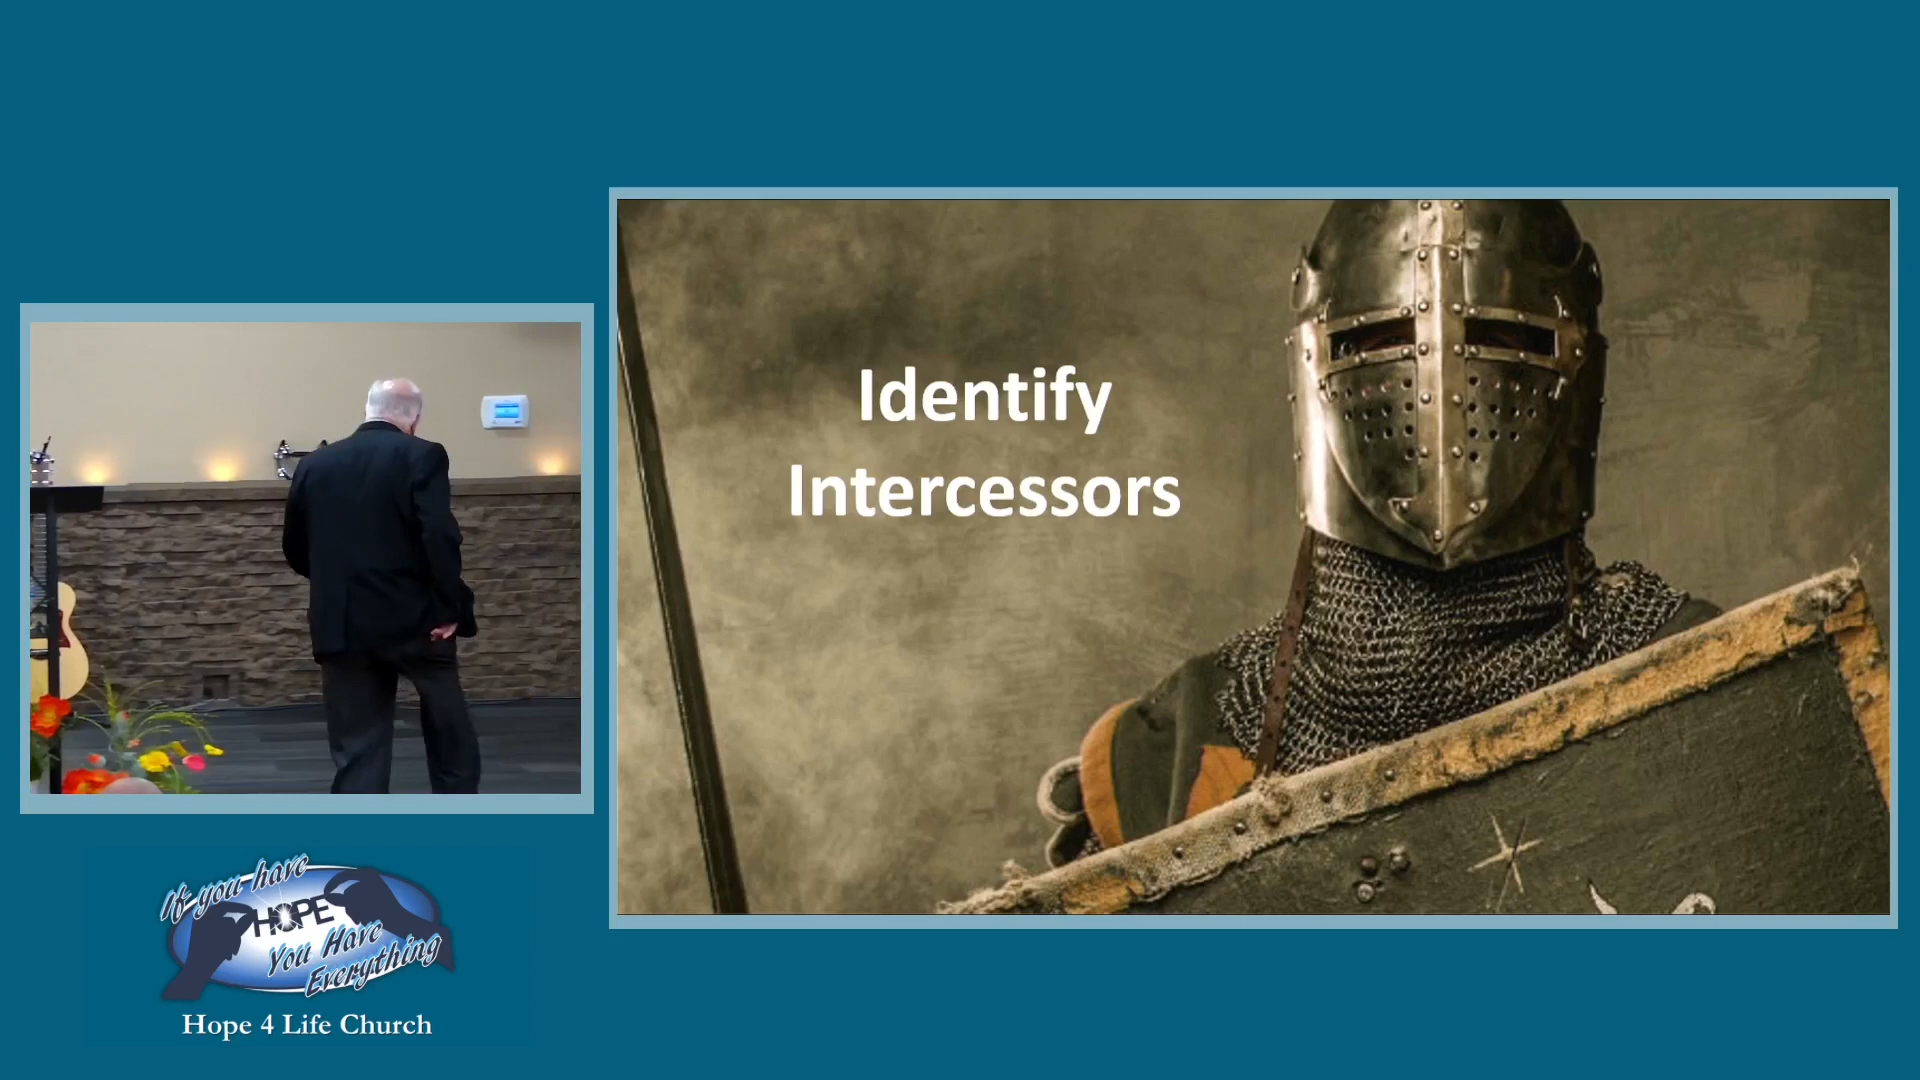 Identify
Intercessors
If you have
HOPE
You Have
Everything
Hope 4 Life Church